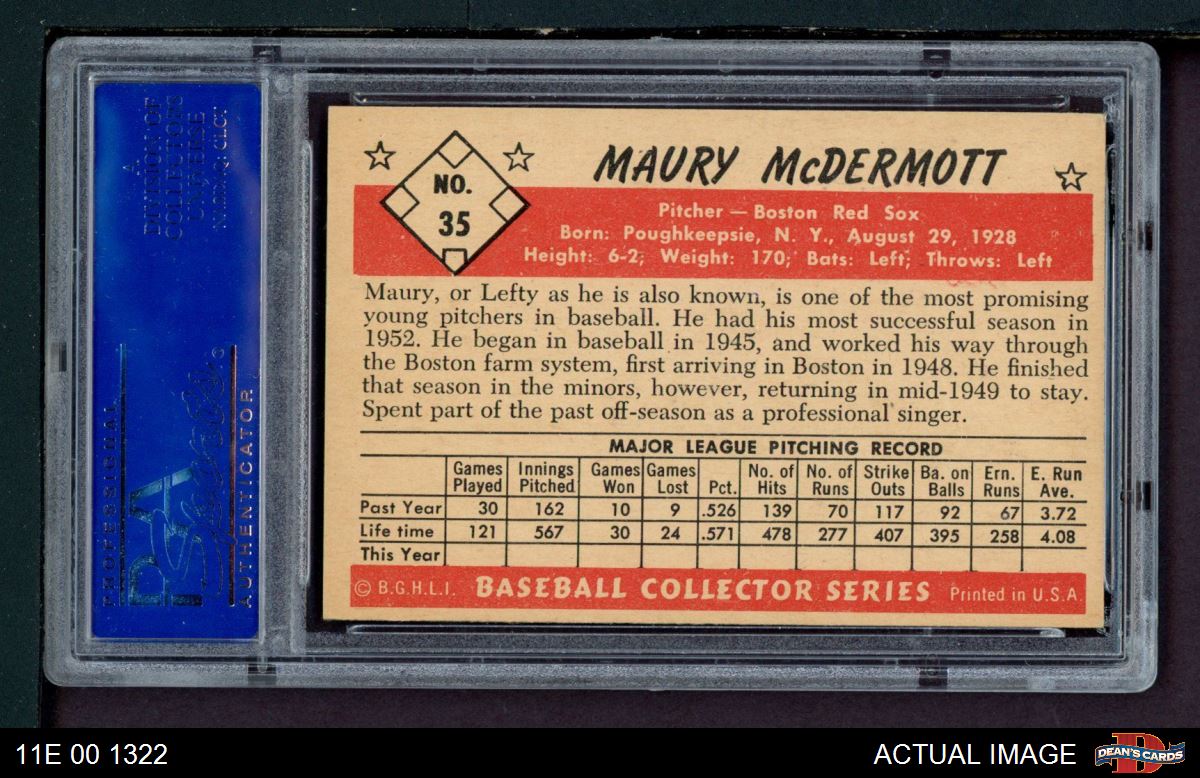 A
DIVISION OF
COLLECTORS
UNIVERSE
NASDAQ: CLCT
PROFESSIONAL
PSA
AUTHENTICATOR
NO.
35
MAURY McDERMOTT
Pitcher — Boston Red Sox
Born: Poughkeepsie, N. Y., August 29, 1928
Height: 6-2; Weight: 170; Bats: Left; Throws: Left
Maury, or Lefty as he is also known, is one of the most promising
young pitchers in baseball. He had his most successful season in
1952. He began in baseball in 1945, and worked his way through
the Boston farm system, first arriving in Boston in 1948. He finished
that season in the minors, however, returning in mid-1949 to stay.
Spent part of the past off-season as a professional singer.
MAJOR LEAGUE PITCHING RECORD
Games Innings Games Games No. of No. of Strike Ba. on Ern. E. Run
Played Pitched Won Lost Pct. Hits Runs Outs Balls Runs Ave.
Past Year 30 162 10 9 .526 139 70 117 92 67 3.72
Life time 121 567 30 24 .571 478 277 407 395 258 4.08
This Year
© B.G.H.L.I. BASEBALL COLLECTOR SERIES Printed in U.S.A.
11E 00 1322
ACTUAL IMAGE
DEAN'S CARDS